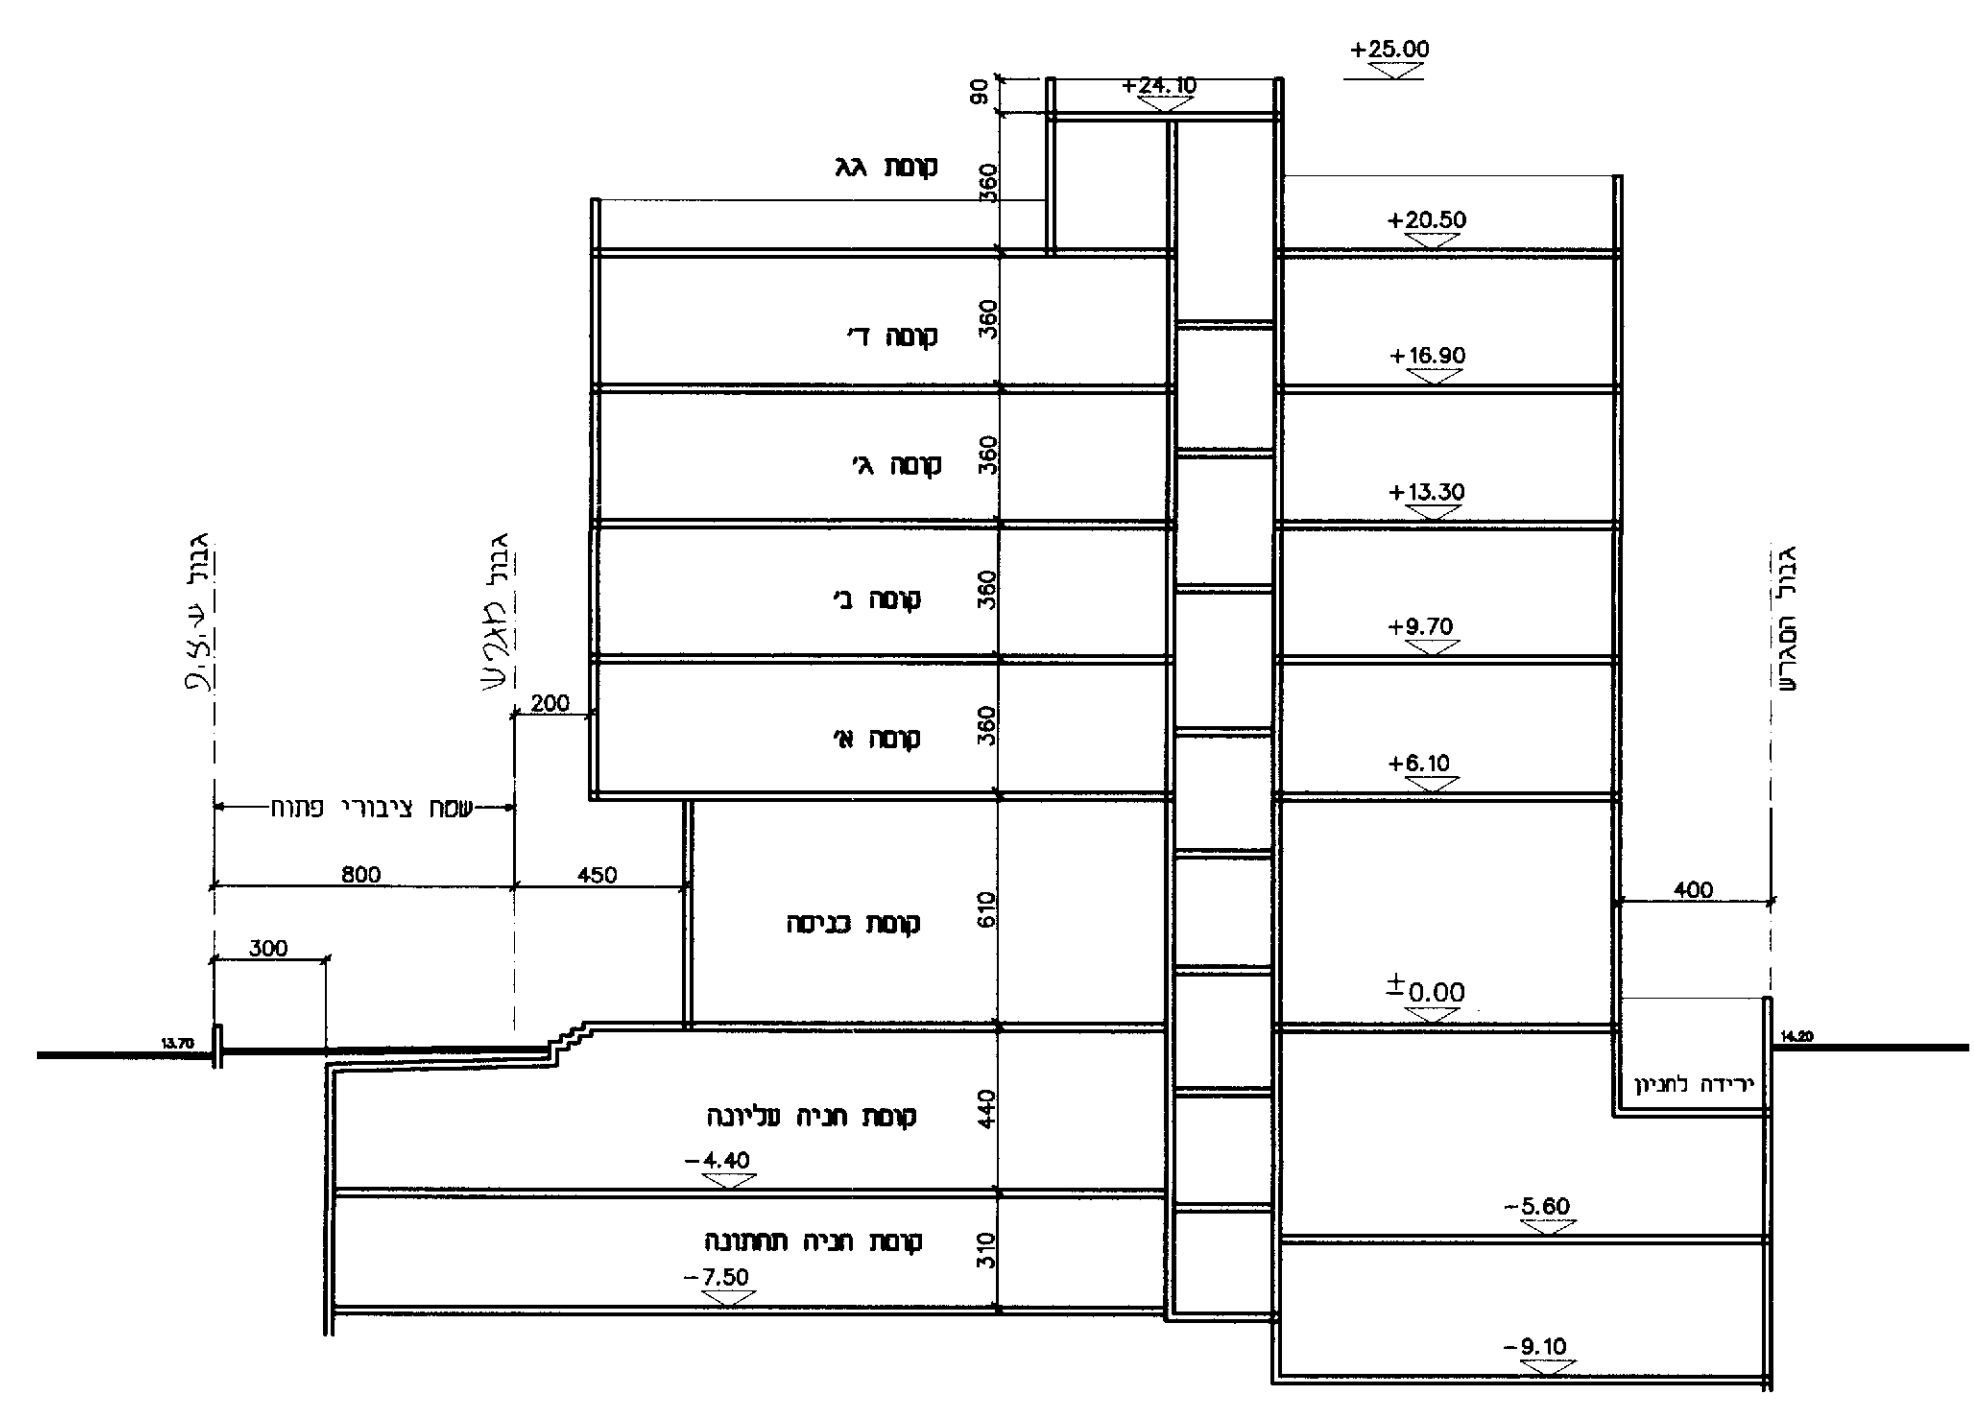 +25.00
+24.10
90
קומת גג
360
+20.50
קומה ד'
360
+16.90
קומה ג'
360
+13.30
גבול ש.צ.פ
גבול מגרש
גבול המגרש
קומה ב'
360
+9.70
200
קומה א'
360
+6.10
שטח ציבורי פתוח
800
450
400
קומת כניסה
610
300
±0.00
13.70
14.20
ירידה לחניון
קומת חניה עליונה
440
-4.40
-5.60
קומת חניה תחתונה
310
-7.50
-9.10